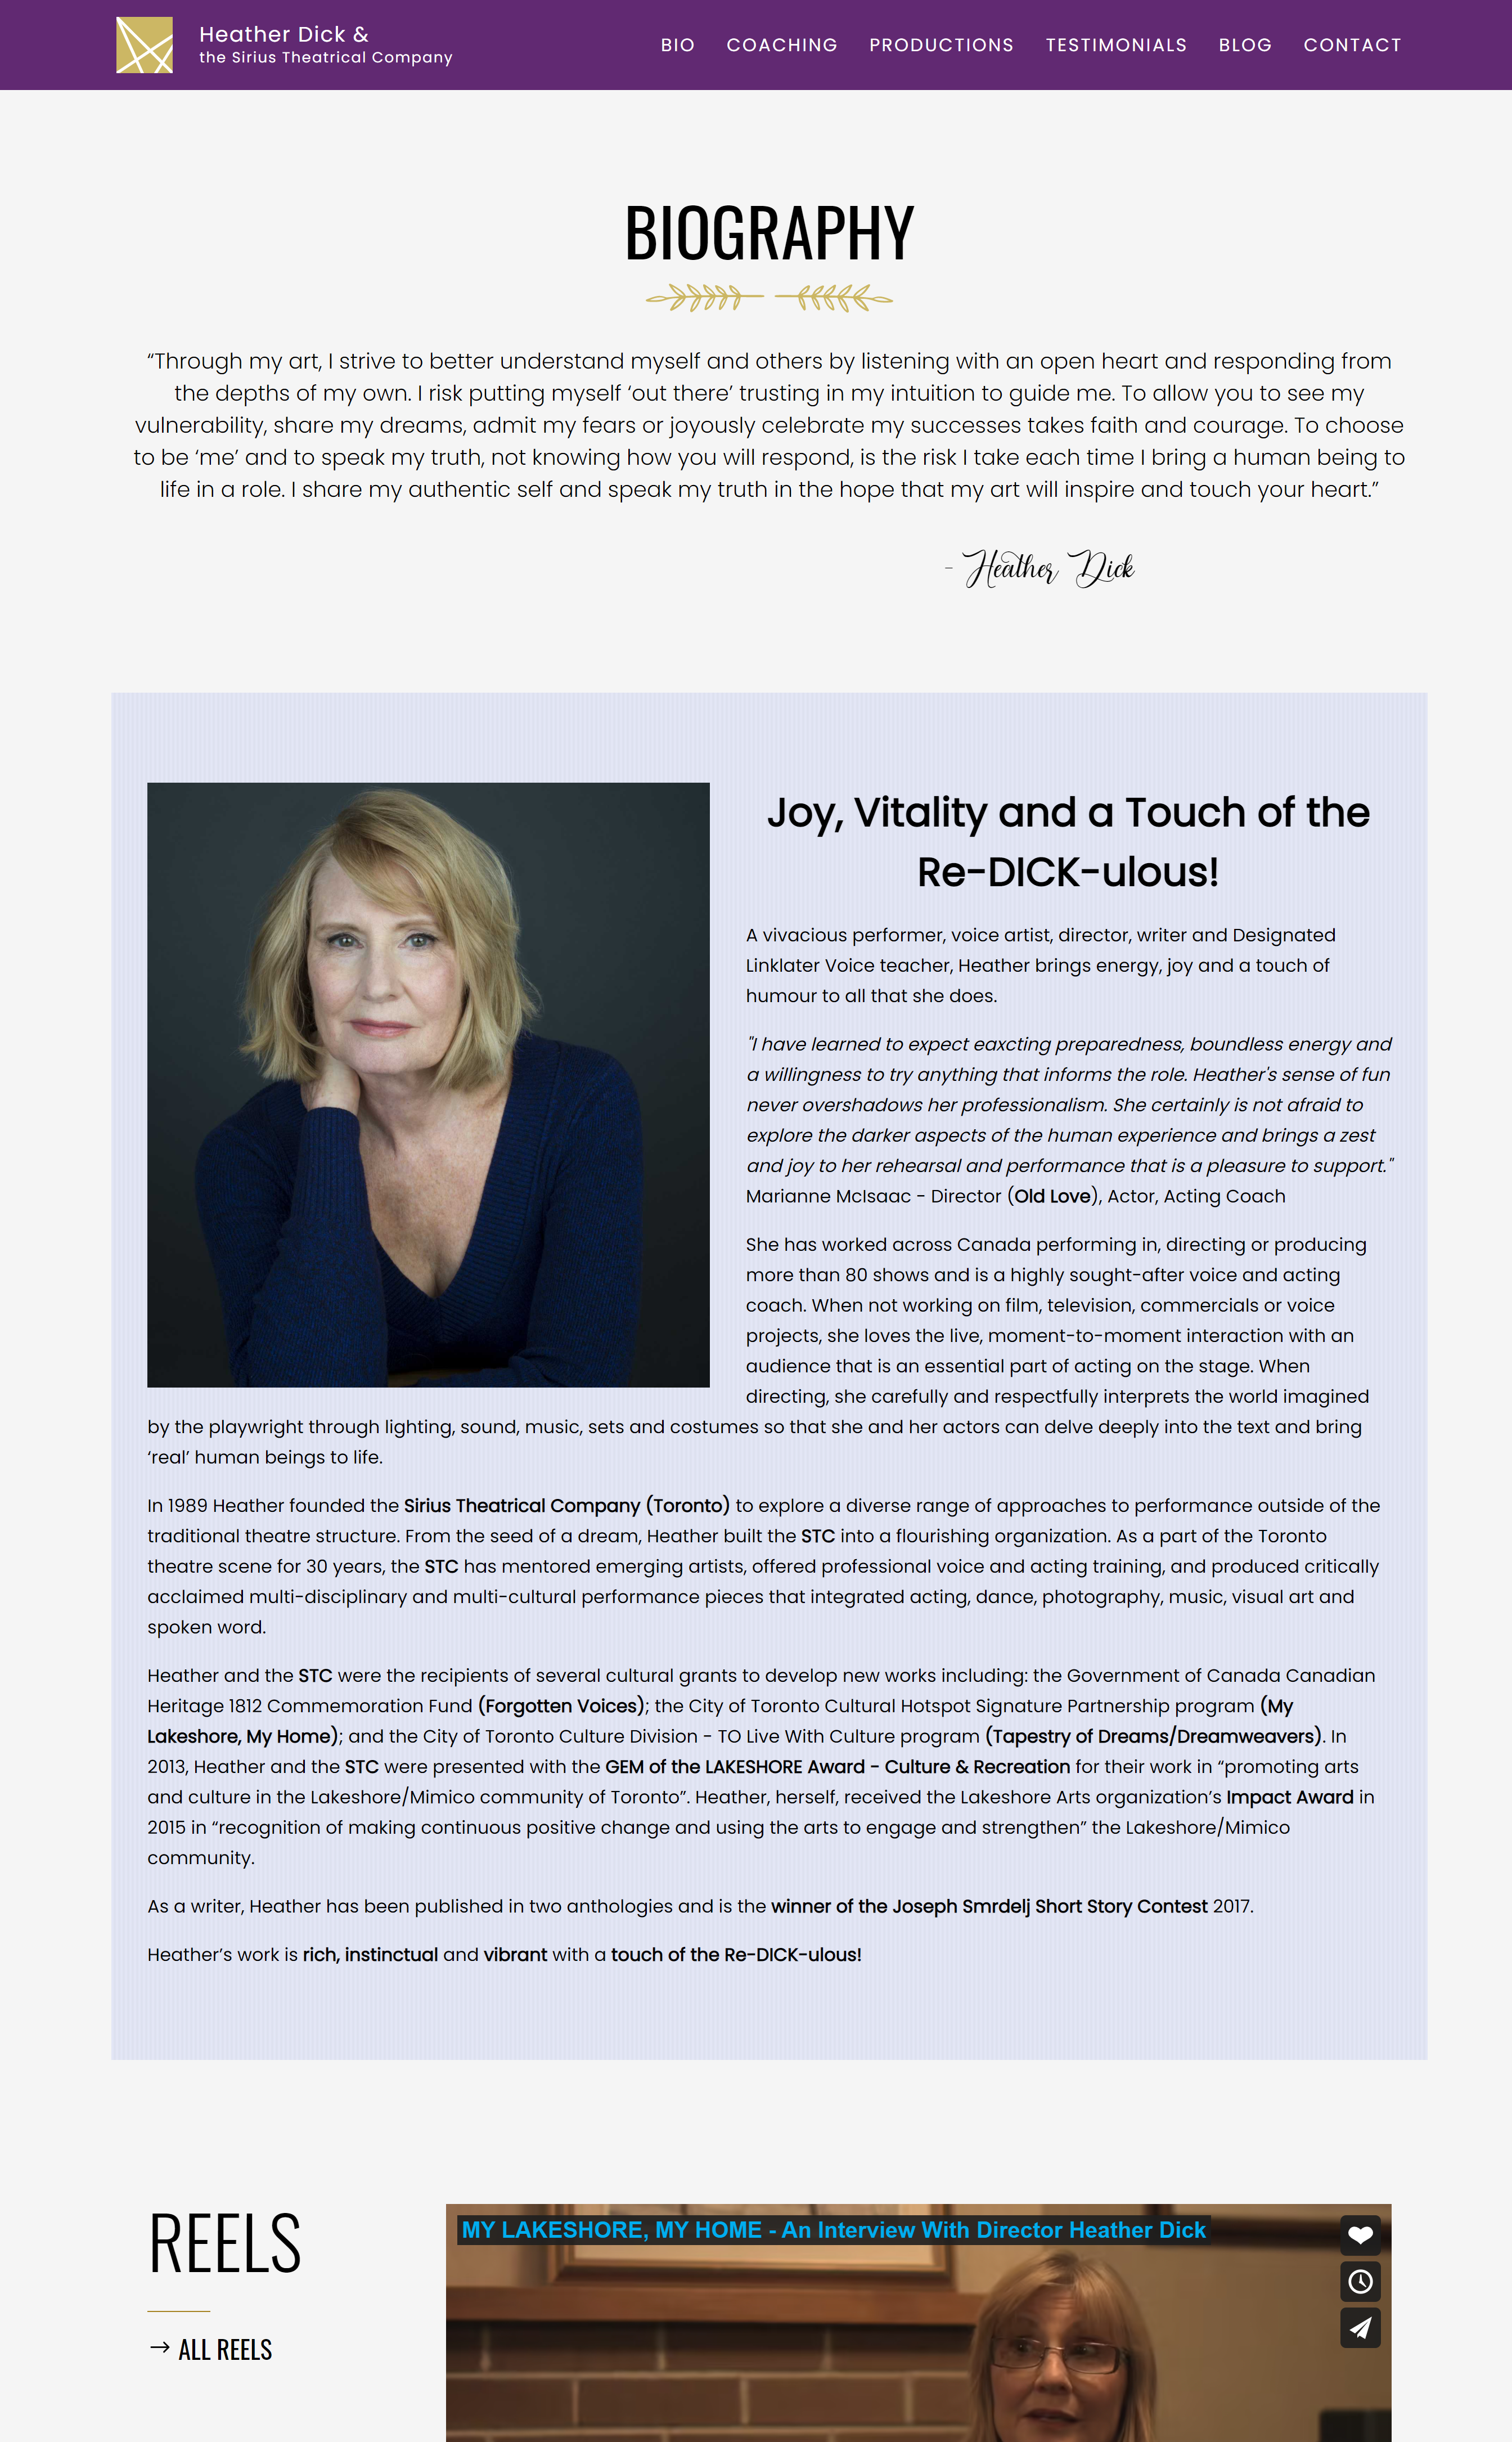 Heather Dick &
the Sirius Theatrical Company
BIO COACHING PRODUCTIONS TESTIMONIALS BLOG CONTACT
BIOGRAPHY
“Through my art, I strive to better understand myself and others by listening with an open heart and responding from
the depths of my own. I risk putting myself ‘out there’ trusting in my intuition to guide me. To allow you to see my
vulnerability, share my dreams, admit my fears or joyously celebrate my successes takes faith and courage. To choose
to be ‘me’ and to speak my truth, not knowing how you will respond, is the risk I take each time I bring a human being to
life in a role. I share my authentic self and speak my truth in the hope that my art will inspire and touch your heart.”
- Heather Dick
Joy, Vitality and a Touch of the
Re-DICK-ulous!
A vivacious performer, voice artist, director, writer and Designated
Linklater Voice teacher, Heather brings energy, joy and a touch of
humour to all that she does.
"I have learned to expect eaxcting preparedness, boundless energy and
a willingness to try anything that informs the role. Heather's sense of fun
never overshadows her professionalism. She certainly is not afraid to
explore the darker aspects of the human experience and brings a zest
and joy to her rehearsal and performance that is a pleasure to support."
Marianne McIsaac - Director (Old Love), Actor, Acting Coach
She has worked across Canada performing in, directing or producing
more than 80 shows and is a highly sought-after voice and acting
coach. When not working on film, television, commercials or voice
projects, she loves the live, moment-to-moment interaction with an
audience that is an essential part of acting on the stage. When
directing, she carefully and respectfully interprets the world imagined
by the playwright through lighting, sound, music, sets and costumes so that she and her actors can delve deeply into the text and bring
‘real’ human beings to life.
In 1989 Heather founded the Sirius Theatrical Company (Toronto) to explore a diverse range of approaches to performance outside of the
traditional theatre structure. From the seed of a dream, Heather built the STC into a flourishing organization. As a part of the Toronto
theatre scene for 30 years, the STC has mentored emerging artists, offered professional voice and acting training, and produced critically
acclaimed multi-disciplinary and multi-cultural performance pieces that integrated acting, dance, photography, music, visual art and
spoken word.
Heather and the STC were the recipients of several cultural grants to develop new works including: the Government of Canada Canadian
Heritage 1812 Commemoration Fund (Forgotten Voices); the City of Toronto Cultural Hotspot Signature Partnership program (My
Lakeshore, My Home); and the City of Toronto Culture Division - TO Live With Culture program (Tapestry of Dreams/Dreamweavers). In
2013, Heather and the STC were presented with the GEM of the LAKESHORE Award - Culture & Recreation for their work in “promoting arts
and culture in the Lakeshore/Mimico community of Toronto”. Heather, herself, received the Lakeshore Arts organization’s Impact Award in
2015 in “recognition of making continuous positive change and using the arts to engage and strengthen” the Lakeshore/Mimico
community.
As a writer, Heather has been published in two anthologies and is the winner of the Joseph Smrdelj Short Story Contest 2017.
Heather’s work is rich, instinctual and vibrant with a touch of the Re-DICK-ulous!
REELS
→ ALL REELS
MY LAKESHORE, MY HOME - An Interview With Director Heather Dick